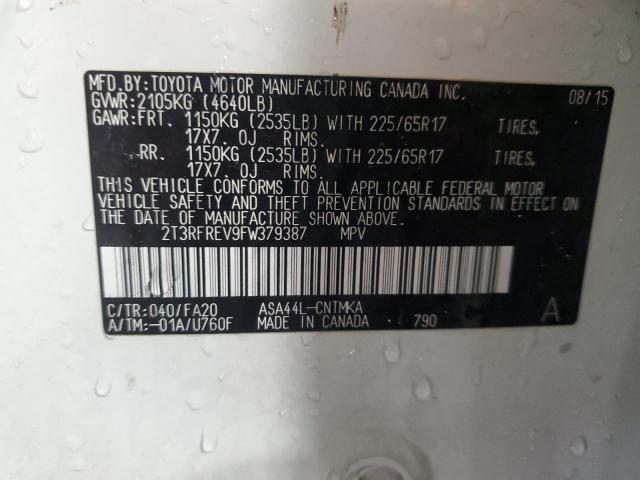 MFD.BY:TOYOTA MOTOR MANUFACTURING CANADA INC. 08/15
GVWR:2105KG (4640LB)
GAWR:FRT. 1150KG (2535LB) WITH 225/65R17 TIRES,
17X7.0J RIMS.
RR. 1150KG (2535LB) WITH 225/65R17 TIRES,
17X7.0J RIMS.
THIS VEHICLE CONFORMS TO ALL APPLICABLE FEDERAL MOTOR
VEHICLE SAFETY AND THEFT PREVENTION STANDARDS IN EFFECT ON
THE DATE OF MANUFACTURE SHOWN ABOVE.
2T3RFREV9FW379387 MPV
C/TR:040/FA20 ASA44L-CNTMKA A
A/TM:-01A/U760F MADE IN CANADA 790